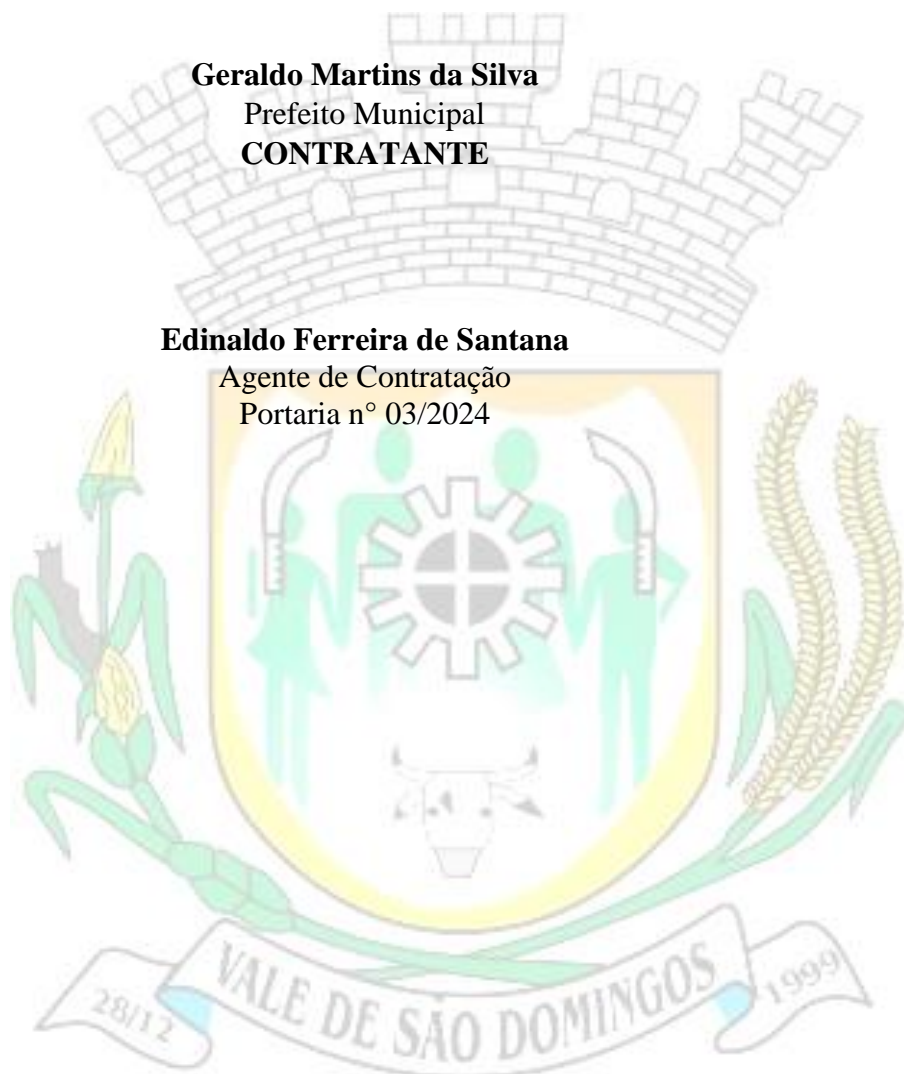 Geraldo Martins da Silva
Prefeito Municipal
CONTRATANTE
Edinaldo Ferreira de Santana
Agente de Contratação
Portaria n° 03/2024
28/12
VALE DE SÃO DOMINGOS
1999